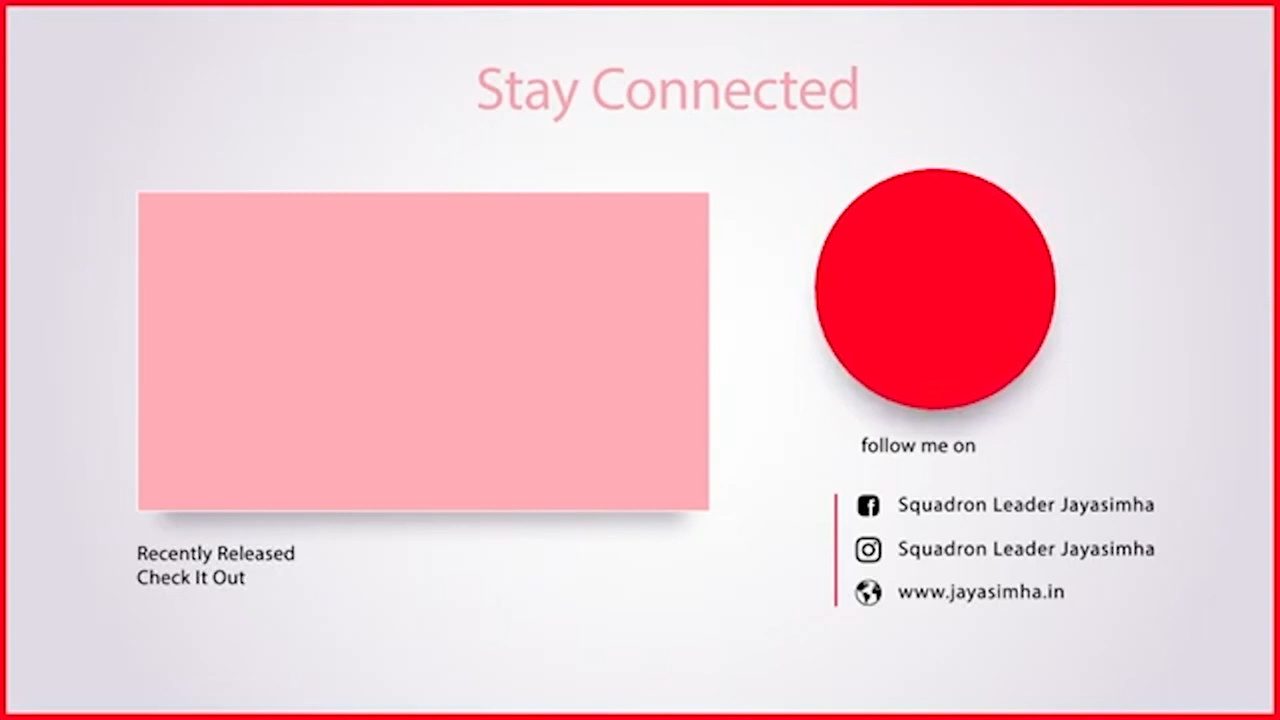 Stay Connected
Recently Released
Check It Out
follow me on
Squadron Leader Jayasimha
Squadron Leader Jayasimha
www.jayasimha.in